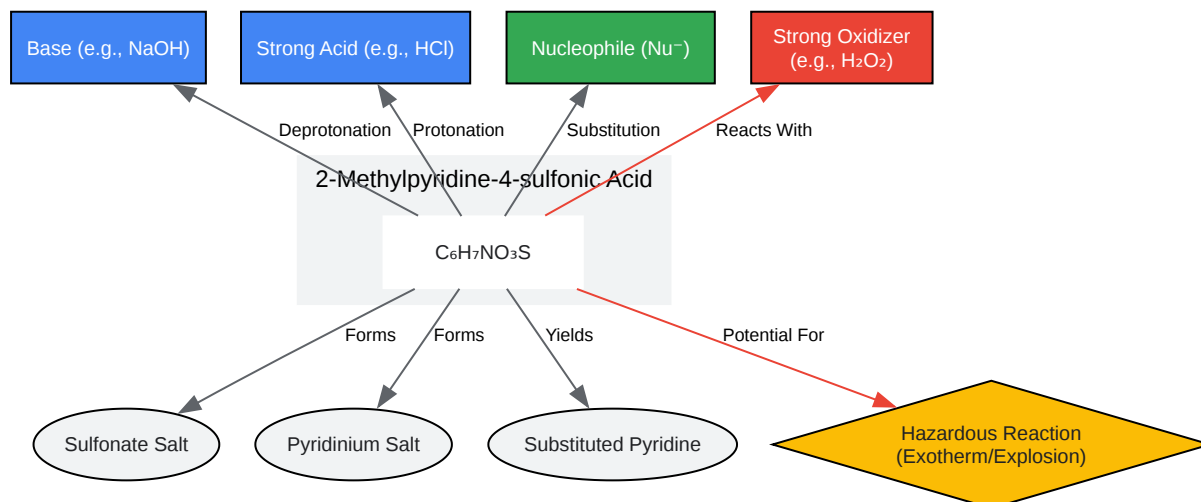 Base (e.g., NaOH)
Strong Acid (e.g., HCl)
Nucleophile (Nu⁻)
Strong Oxidizer
(e.g., H₂O₂)
Deprotonation
Protonation
Substitution
Reacts With
2-Methylpyridine-4-sulfonic Acid
C₆H₇NO₃S
Forms
Forms
Yields
Potential For
Sulfonate Salt
Pyridinium Salt
Substituted Pyridine
Hazardous Reaction
(Exotherm/Explosion)